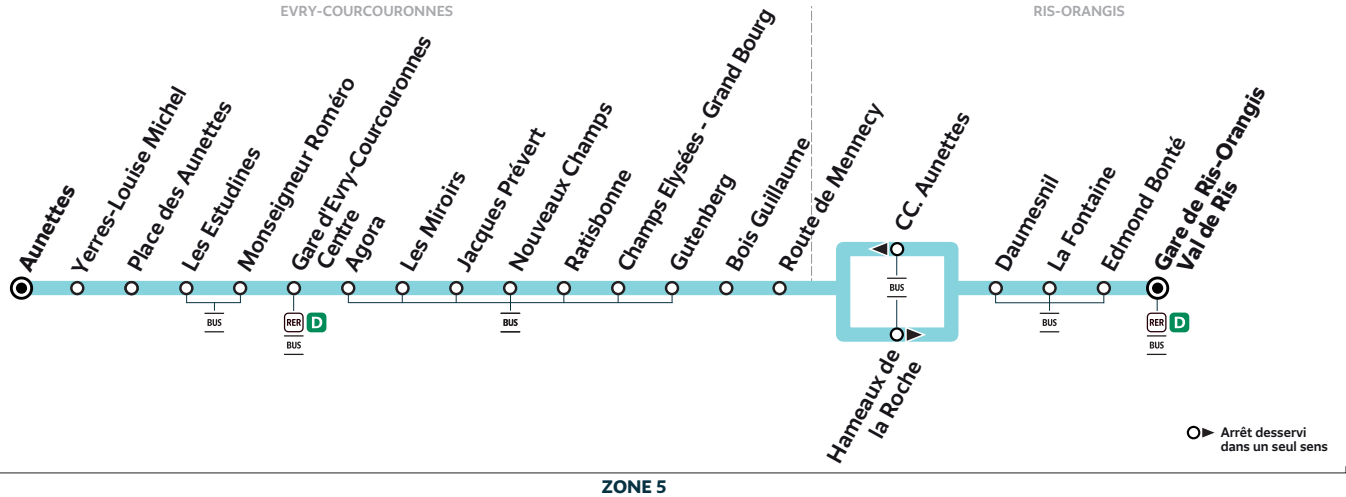 EVRY-COURCOURONNES
RIS-ORANGIS
Aunettes
Yerres-Louise Michel
Place des Aunettes
Les Estudines
Monseigneur Roméro
Gare d'Evry-Courcouronnes
Centre
Agora
Les Miroirs
Jacques Prévert
Nouveaux Champs
Ratisbonne
Champs Elysées - Grand Bourg
Gutenberg
Bois Guillaume
Route de Mennecy
CC. Aunettes
Hameaux de
la Roche
Daumesnil
La Fontaine
Edmond Bonté
Gare de Ris-Orangis
Val de Ris
BUS
RER D
BUS
BUS
BUS
BUS
RER D
BUS
Arrêt desservi
dans un seul sens
ZONE 5